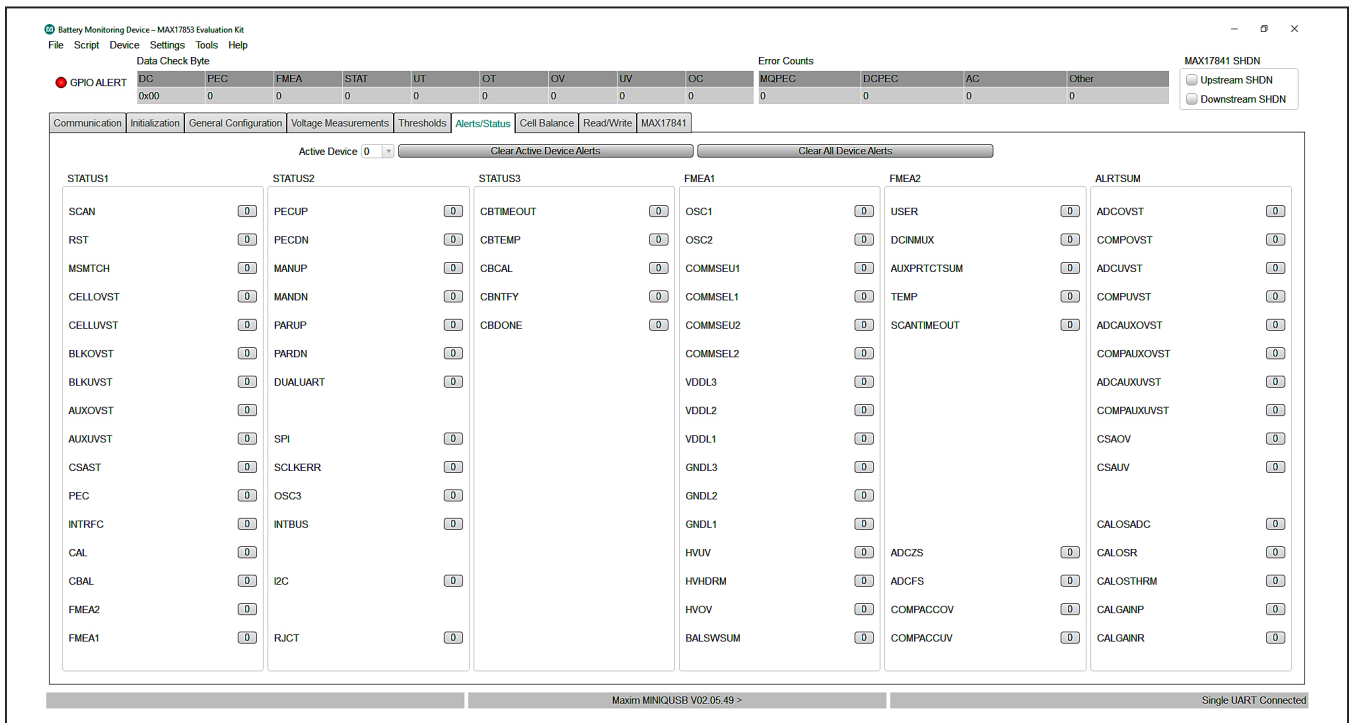 Battery Monitoring Device – MAX17853 Evaluation Kit
File Script Device Settings Tools Help
Data Check Byte Error Counts MAX17841 SHDN
GPIO ALERT DC PEC FMEA STAT UT OT OV UV OC MQPEC DCPEC AC Other Upstream SHDN
0x00 0 0 0 0 0 0 0 0 0 0 0 0 Downstream SHDN
Communication Initialization General Configuration Voltage Measurements Thresholds Alerts/Status Cell Balance Read/Write MAX17841
Active Device 0 Clear Active Device Alerts Clear All Device Alerts
STATUS1 STATUS2 STATUS3 FMEA1 FMEA2 ALRTSUM
SCAN 0 PECUP 0 CBTIMEOUT 0 OSC1 0 USER 0 ADCOVST 0
RST 0 PECDN 0 CBTEMP 0 OSC2 0 DCINMUX 0 COMPOVST 0
MSMTCH 0 MANUP 0 CBCAL 0 COMMSEU1 0 AUXPRTCTSUM 0 ADCUVST 0
CELLOVST 0 MANDN 0 CBNTFY 0 COMMSEL1 0 TEMP 0 COMPUVST 0
CELLUVST 0 PARUP 0 CBDONE 0 COMMSEU2 0 SCANTIMEOUT 0 ADCAUXOVST 0
BLKOVST 0 PARDN 0 COMMSEL2 0 COMPAUXOVST 0
BLKUVST 0 DUALUART 0 VDDL3 0 ADCAUXUVST 0
AUXOVST 0 VDDL2 0 COMPAUXUVST 0
AUXUVST 0 SPI 0 VDDL1 0 CSAOV 0
CSAST 0 SCLKERR 0 GNDL3 0 CSAUV 0
PEC 0 OSC3 0 GNDL2 0
INTRFC 0 INTBUS 0 GNDL1 0 CALOSADC 0
CAL 0 HVUV 0 ADCZS 0 CALOSR 0
CBAL 0 I2C 0 HVHDRM 0 ADCFS 0 CALOSTHRM 0
FMEA2 0 HVOV 0 COMPACCOV 0 CALGAINP 0
FMEA1 0 RJCT 0 BALSWSUM 0 COMPACCUV 0 CALGAINR 0
Maxim MINIQUSB V02.05.49 > Single UART Connected